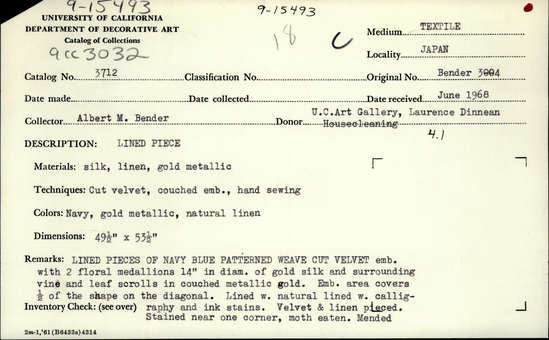 9-15493
9-15493
UNIVERSITY OF CALIFORNIA
DEPARTMENT OF DECORATIVE ART
Catalog of Collections
9cc3032
18
C
Medium TEXTILE
Locality JAPAN
Catalog No. 3712 Classification No. Original No. Bender 3004
Date made Date collected Date received June 1968
Collector Albert M. Bender Donor U.C.Art Gallery, Laurence Dinnean
Housecleaning
4.1
DESCRIPTION: LINED PIECE
Materials: silk, linen, gold metallic
Techniques: Cut velvet, couched emb., hand sewing
Colors: Navy, gold metallic, natural linen
Dimensions: 49½" x 53½"
Remarks: LINED PIECES OF NAVY BLUE PATTERNED WEAVE CUT VELVET emb.
with 2 floral medallions 14" in diam. of gold silk and surrounding
vine and leaf scrolls in couched metallic gold. Emb. area covers
½ of the shape on the diagonal. Lined w. natural lined w. callig-
Inventory Check: (see over) raphy and ink stains. Velvet & linen pieced.
Stained near one corner, moth eaten. Mended
2m-1,'61(B6493s)4314